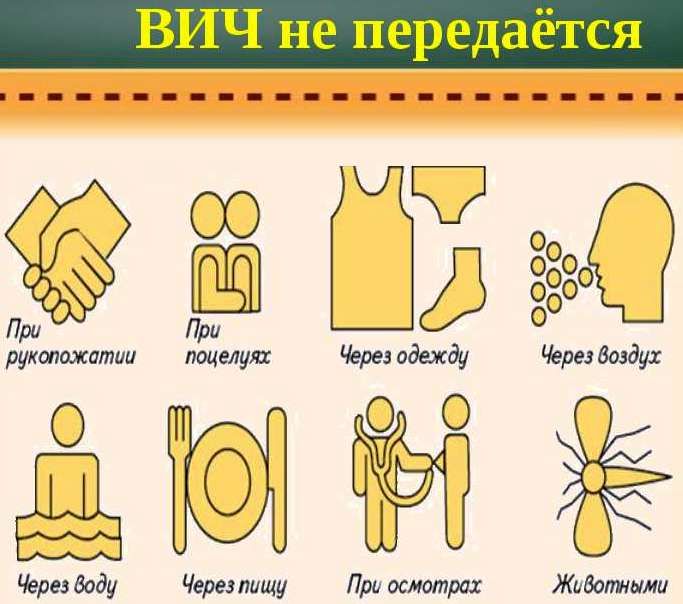 ВИЧ не передаётся
При
рукопожатии
При
поцелуях
Через одежду
Через воздух
Через воду
Через пищу
При осмотрах
Животными